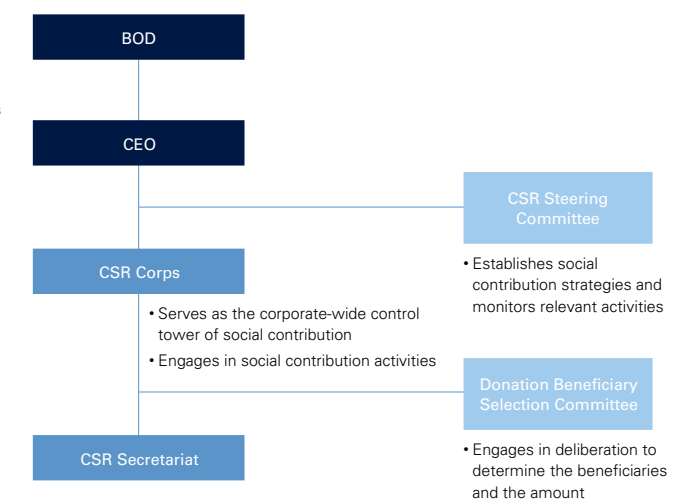 BOD
CEO
CSR Steering
Committee
• Establishes social
contribution strategies and
monitors relevant activities
CSR Corps
• Serves as the corporate-wide control
tower of social contribution
• Engages in social contribution activities
Donation Beneficiary
Selection Committee
• Engages in deliberation to
determine the beneficiaries
and the amount
CSR Secretariat